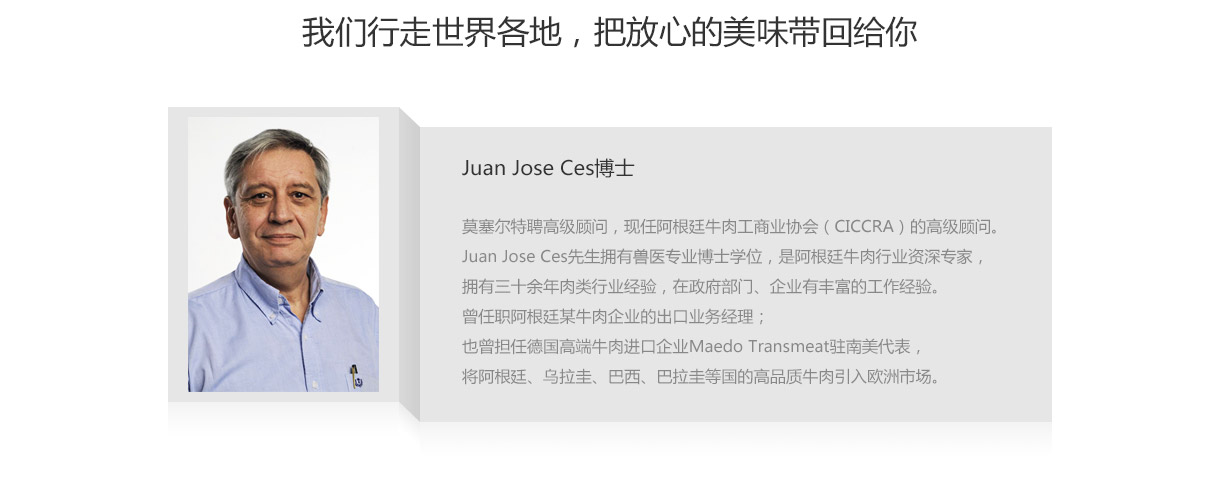 我们行走世界各地，把放心的美味带回给你
Juan Jose Ces博士
莫塞尔特聘高级顾问，现任阿根廷牛肉工商业协会（CICCRA）的高级顾问。
Juan Jose Ces先生拥有兽医专业博士学位，是阿根廷牛肉行业资深专家，
拥有三十余年肉类行业经验，在政府部门、企业有丰富的工作经验。
曾任职阿根廷某牛肉企业的出口业务经理；
也曾担任德国高端牛肉进口企业Maedo Transmeat驻南美代表，
将阿根廷、乌拉圭、巴西、巴拉圭等国的高品质牛肉引入欧洲市场。